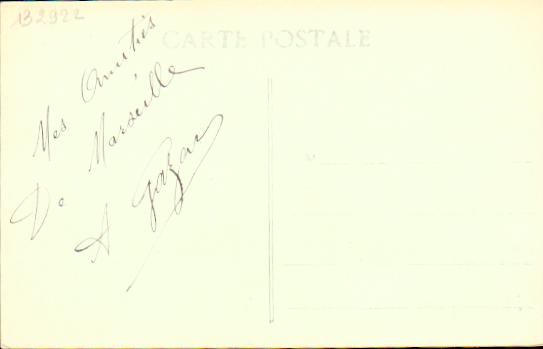 132922
CARTE POSTALE
Mes Amitiés
De Marseille
A
M